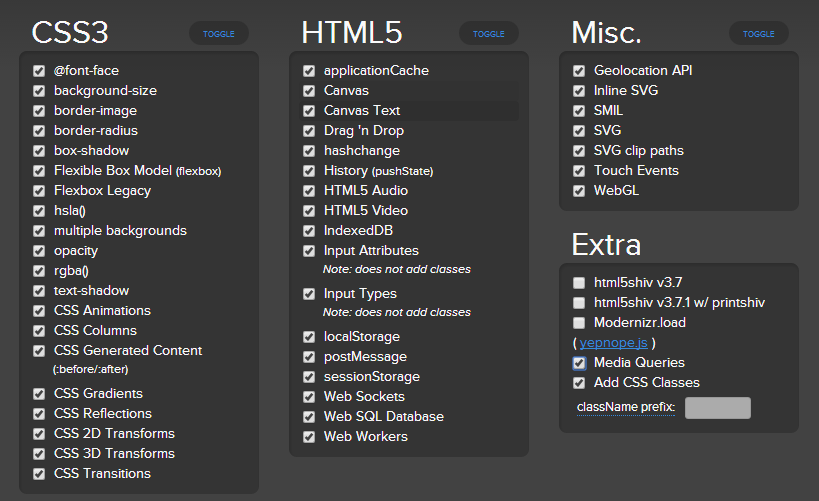 CSS3
TOGGLE
@font-face
background-size
border-image
border-radius
box-shadow
Flexible Box Model (flexbox)
Flexbox Legacy
hsla()
multiple backgrounds
opacity
rgba()
text-shadow
CSS Animations
CSS Columns
CSS Generated Content
(:before/:after)
CSS Gradients
CSS Reflections
CSS 2D Transforms
CSS 3D Transforms
CSS Transitions
HTML5
TOGGLE
applicationCache
Canvas
Canvas Text
Drag 'n Drop
hashchange
History (pushState)
HTML5 Audio
HTML5 Video
IndexedDB
Input Attributes
Note: does not add classes
Input Types
Note: does not add classes
localStorage
postMessage
sessionStorage
Web Sockets
Web SQL Database
Web Workers
Misc.
TOGGLE
Geolocation API
Inline SVG
SMIL
SVG
SVG clip paths
Touch Events
WebGL
Extra
html5shiv v3.7
html5shiv v3.7.1 w/ printshiv
Modernizr.load
( yepnope.js )
Media Queries
Add CSS Classes
className prefix: